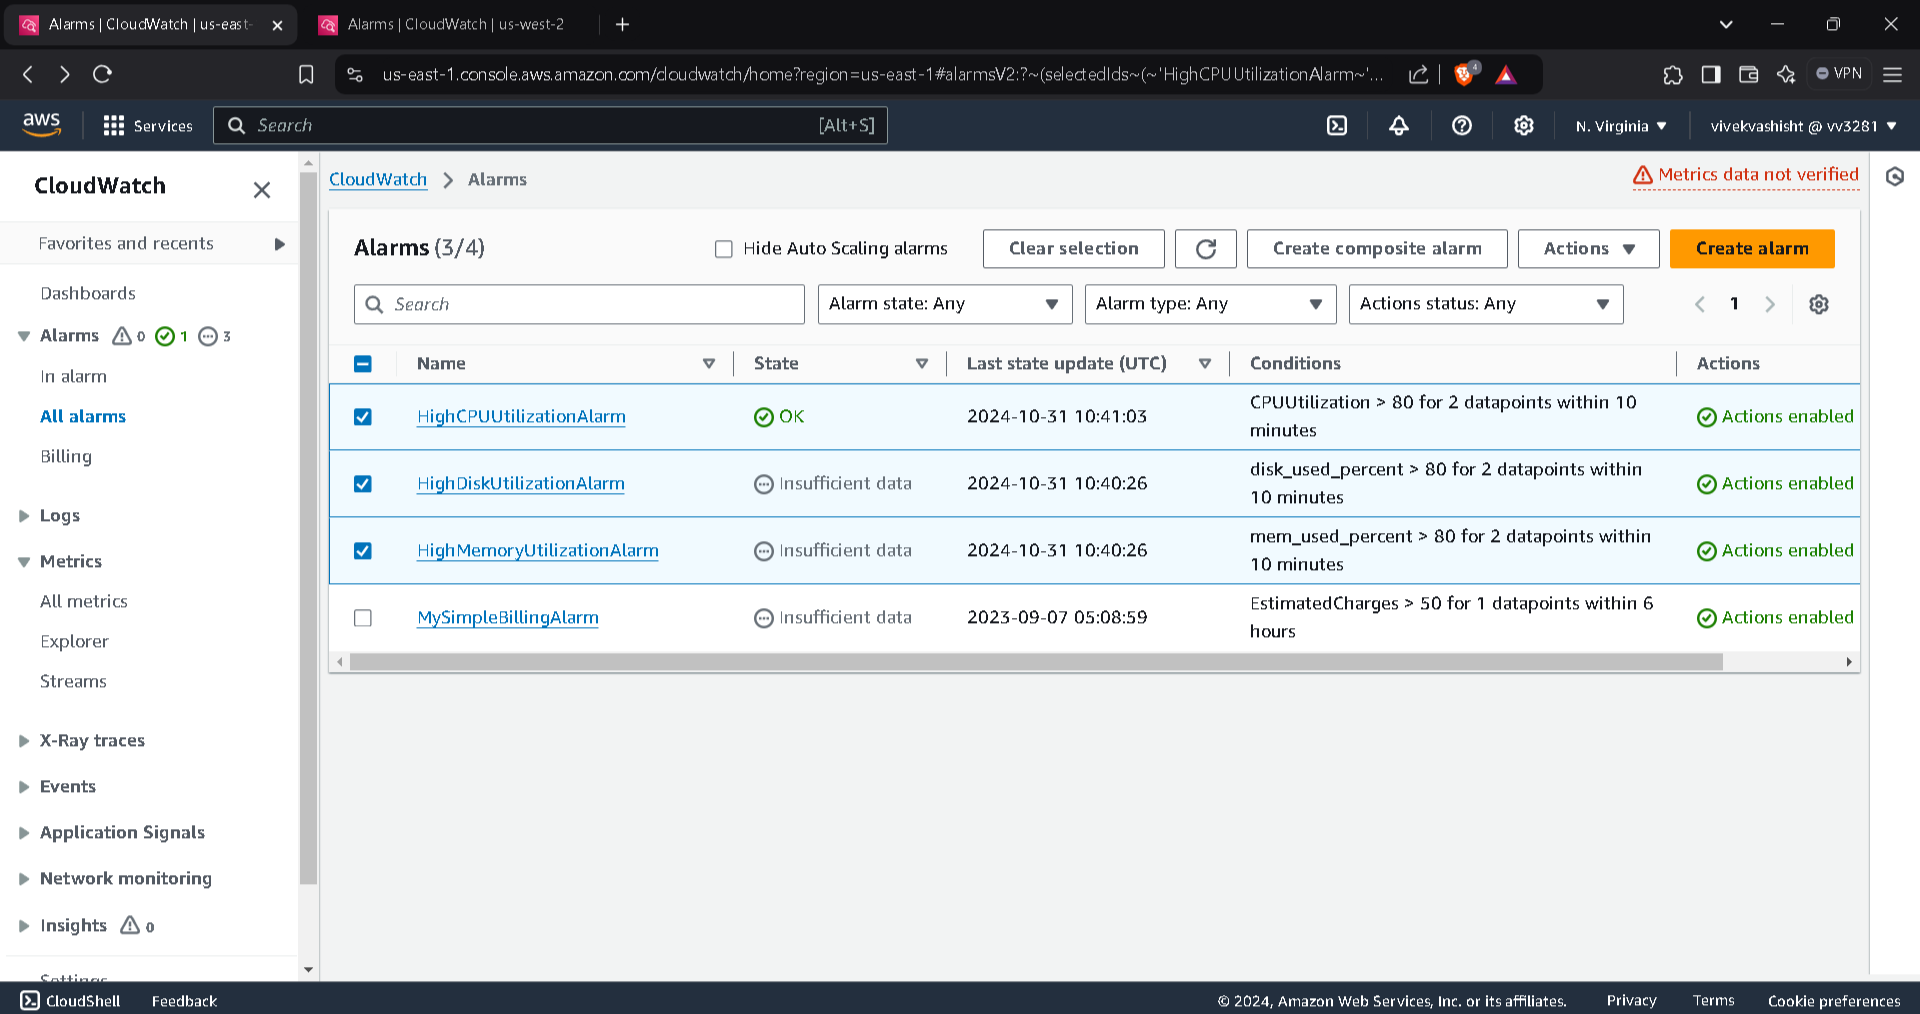 Alarms | CloudWatch | us-east-
Alarms | CloudWatch | us-west-2
us-east-1.console.aws.amazon.com/cloudwatch/home?region=us-east-1#alarmsV2:?~(selectedIds~(~'HighCPUUtilizationAlarm~'...
4
VPN
aws
Services
Search
[Alt+S]
N. Virginia
vivekvashisht @ vv3281
CloudWatch
Favorites and recents
Dashboards
Alarms 0 1 3
In alarm
All alarms
Billing
Logs
Metrics
All metrics
Explorer
Streams
X-Ray traces
Events
Application Signals
Network monitoring
Insights 0
Settings
CloudWatch > Alarms
Metrics data not verified
Alarms (3/4)
Hide Auto Scaling alarms
Clear selection
Create composite alarm
Actions
Create alarm
Search
Alarm state: Any
Alarm type: Any
Actions status: Any
1
Name State Last state update (UTC) Conditions Actions
HighCPUUtilizationAlarm OK 2024-10-31 10:41:03 CPUUtilization > 80 for 2 datapoints within 10
minutes
Actions enabled
HighDiskUtilizationAlarm Insufficient data 2024-10-31 10:40:26 disk_used_percent > 80 for 2 datapoints within
10 minutes
Actions enabled
HighMemoryUtilizationAlarm Insufficient data 2024-10-31 10:40:26 mem_used_percent > 80 for 2 datapoints within
10 minutes
Actions enabled
MySimpleBillingAlarm Insufficient data 2023-09-07 05:08:59 EstimatedCharges > 50 for 1 datapoints within 6
hours
Actions enabled
CloudShell Feedback
© 2024, Amazon Web Services, Inc. or its affiliates. Privacy Terms Cookie preferences